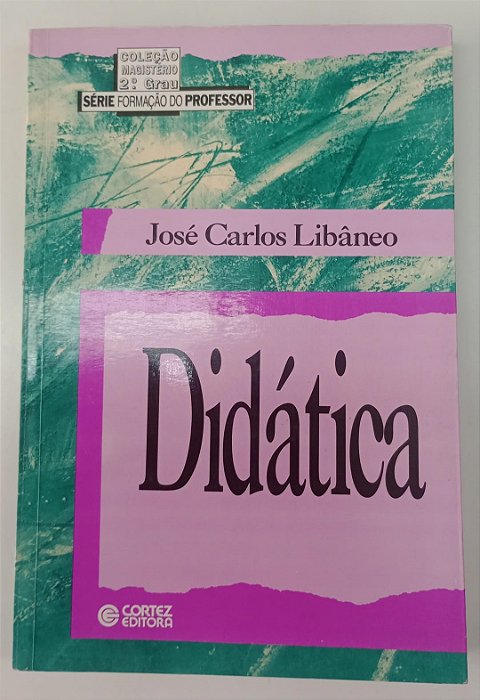 COLEÇÃO
MAGISTÉRIO
2º Grau
SÉRIE FORMAÇÃO DO PROFESSOR
José Carlos Libâneo
Didática
CORTEZ
EDITORA